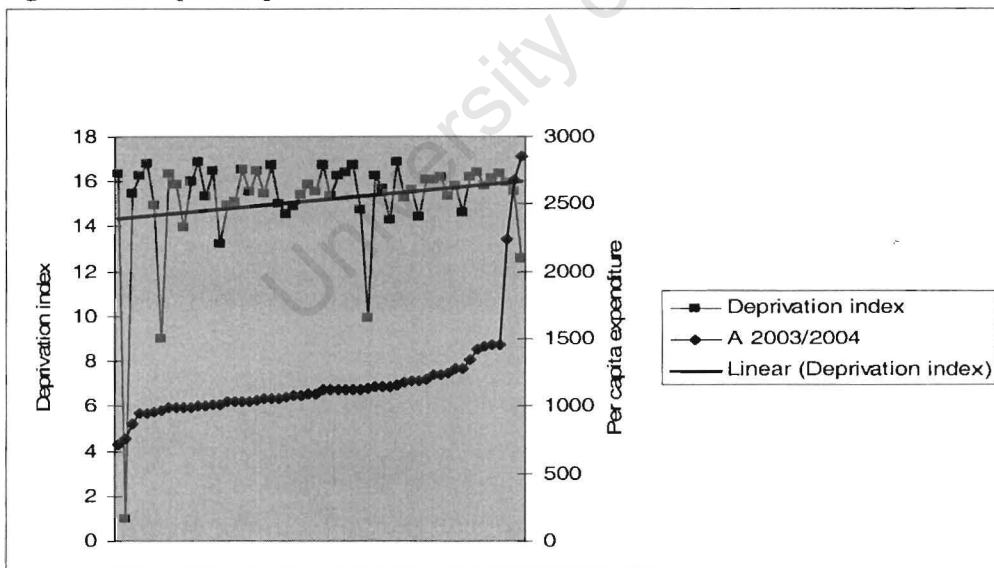 University o
Deprivation index
18
16
14
12
10
8
6
4
2
0
3000
2500
2000
1500
1000
500
0
Per capita expenditure
Deprivation index
A 2003/2004
Linear (Deprivation index)